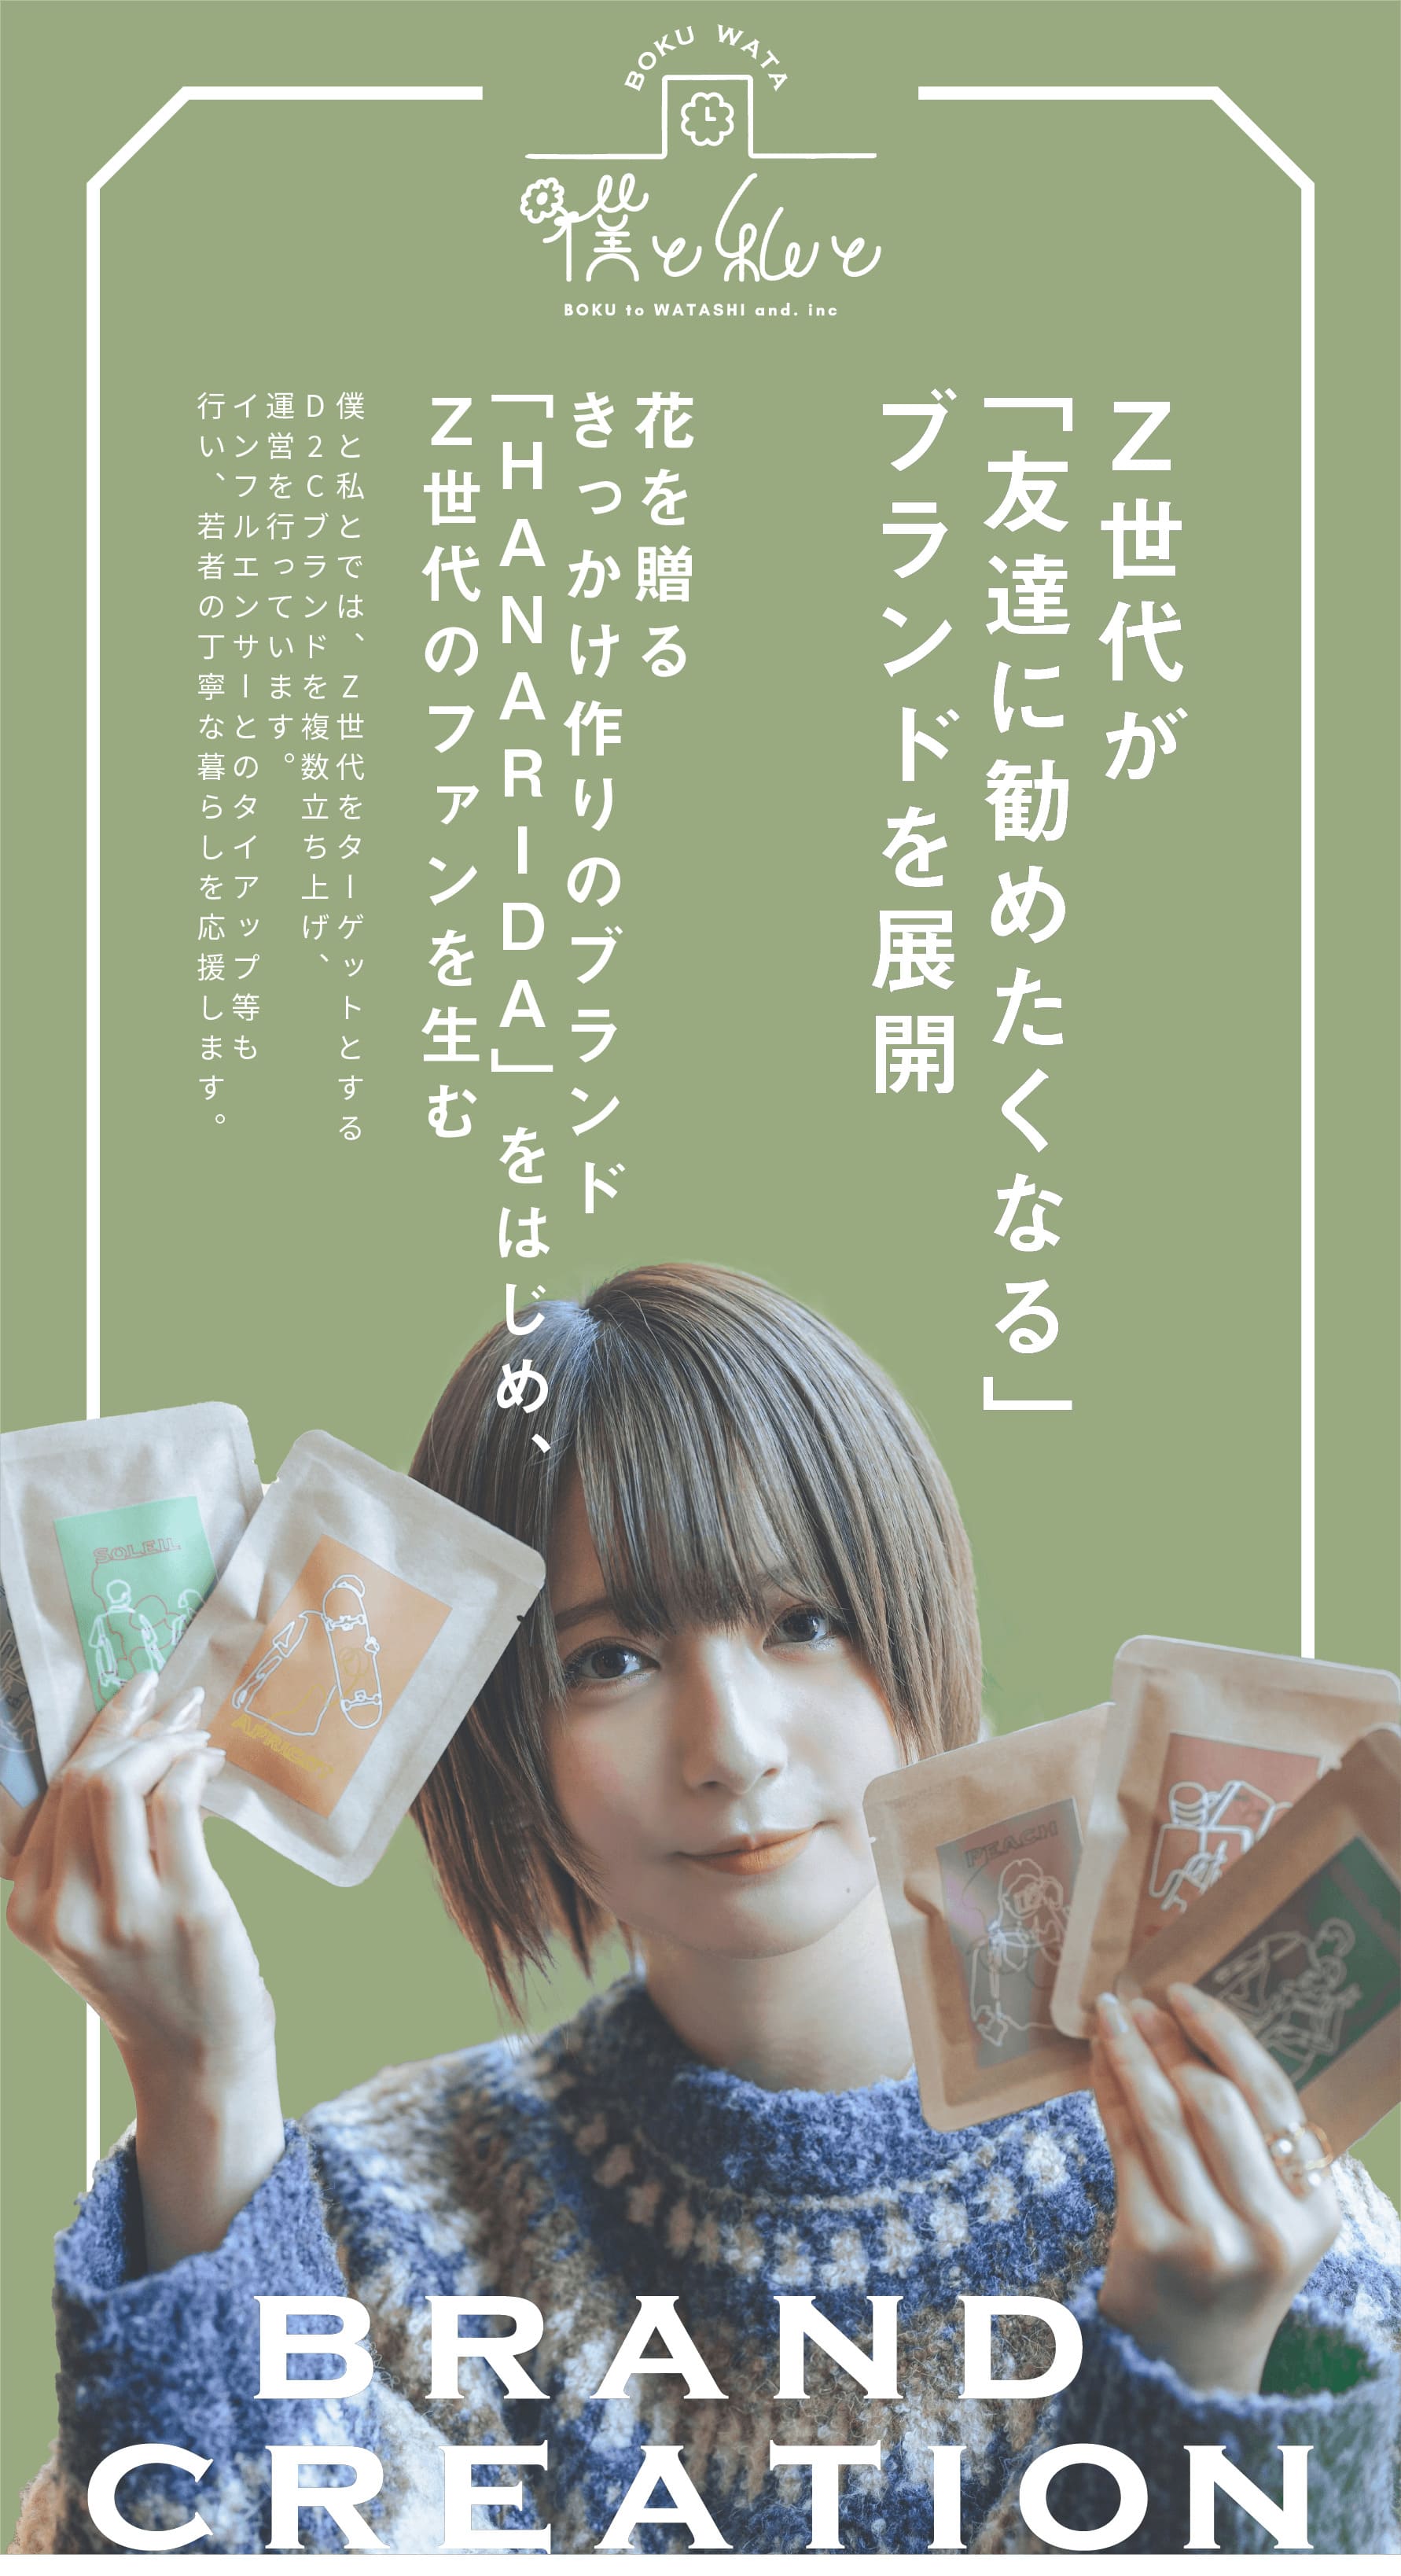 BOKU WATA
僕と私と
BOKU to WATASHI and. inc
Z世代が
「友達に勧めたくなる」
ブランドを展開
花を贈る
きっかけ作りのブランド
「HANARIDA」をはじめ、
Z世代のファンを生む
僕と私とでは、Z世代をターゲットとする
D2Cブランドを複数立ち上げ、
運営を行っています。
インフルエンサーとのタイアップ等も
行い、若者の丁寧な暮らしを応援します。
SOLEIL
APRICOT
PEACH
BRAND
CREATION